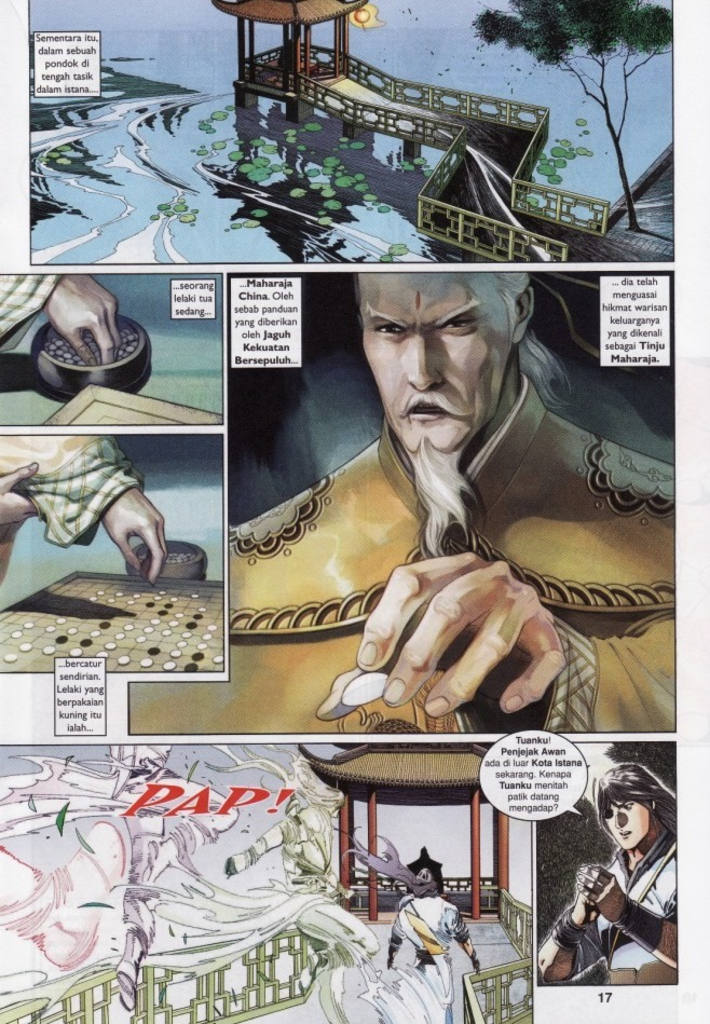 Sementara itu,
dalam sebuah
pondok di
tengah tasik
dalam istana....
...seorang
lelaki tua
sedang...
...Maharaja
China. Oleh
sebab panduan
yang diberikan
oleh Jaguh
Kekuatan
Bersepuluh...
... dia telah
menguasai
hikmat warisan
keluarganya
yang dikenali
sebagai Tinju
Maharaja.
...bercatur
sendirian.
Lelaki yang
berpakaian
kuning itu
ialah...
PAP!
Tuanku!
Penjejak Awan
ada di luar Kota Istana
sekarang. Kenapa
Tuanku menitah
patik datang
mengadap?
17